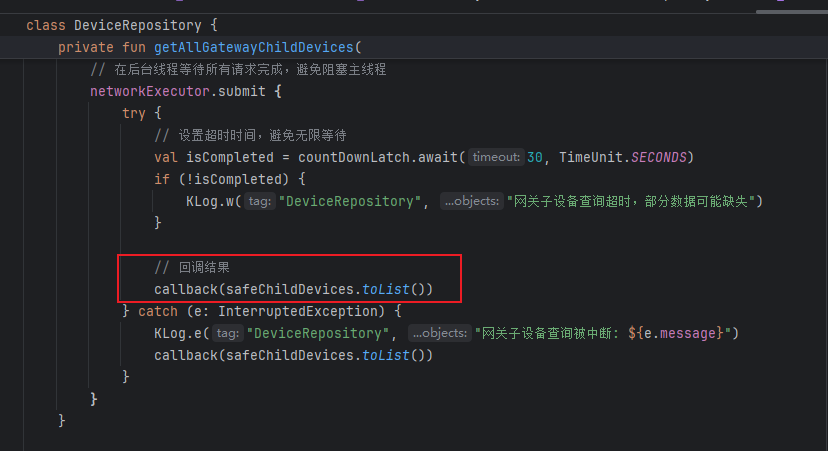 class DeviceRepository {
private fun getAllGatewayChildDevices(
// 在后台线程等待所有请求完成，避免阻塞主线程
networkExecutor.submit {
try {
// 设置超时时间，避免无限等待
val isCompleted = countDownLatch.await( timeout: 30, TimeUnit.SECONDS)
if (!isCompleted) {
KLog.w( tag: "DeviceRepository", ...objects: "网关子设备查询超时，部分数据可能缺失")
}
// 回调结果
callback(safeChildDevices.toList())
} catch (e: InterruptedException) {
KLog.e( tag: "DeviceRepository", ...objects: "网关子设备查询被中断: ${e.message}")
callback(safeChildDevices.toList())
}
}
}